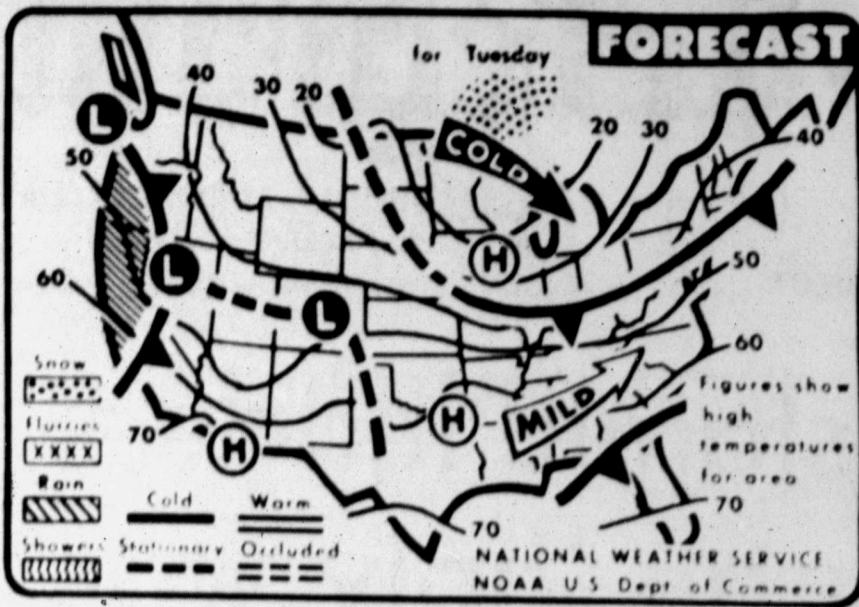 FORECAST
for Tuesday
40
30
20
COLD
20
30
40
L
50
H
50
L
60
L
60
Snow
Flurries
Rain
Showers
70
H
H
MILD
Figures show
high
temperatures
for area
Cold
Warm
Stationary
Occluded
70
70
NATIONAL WEATHER SERVICE
NOAA U S Dept of Commerce